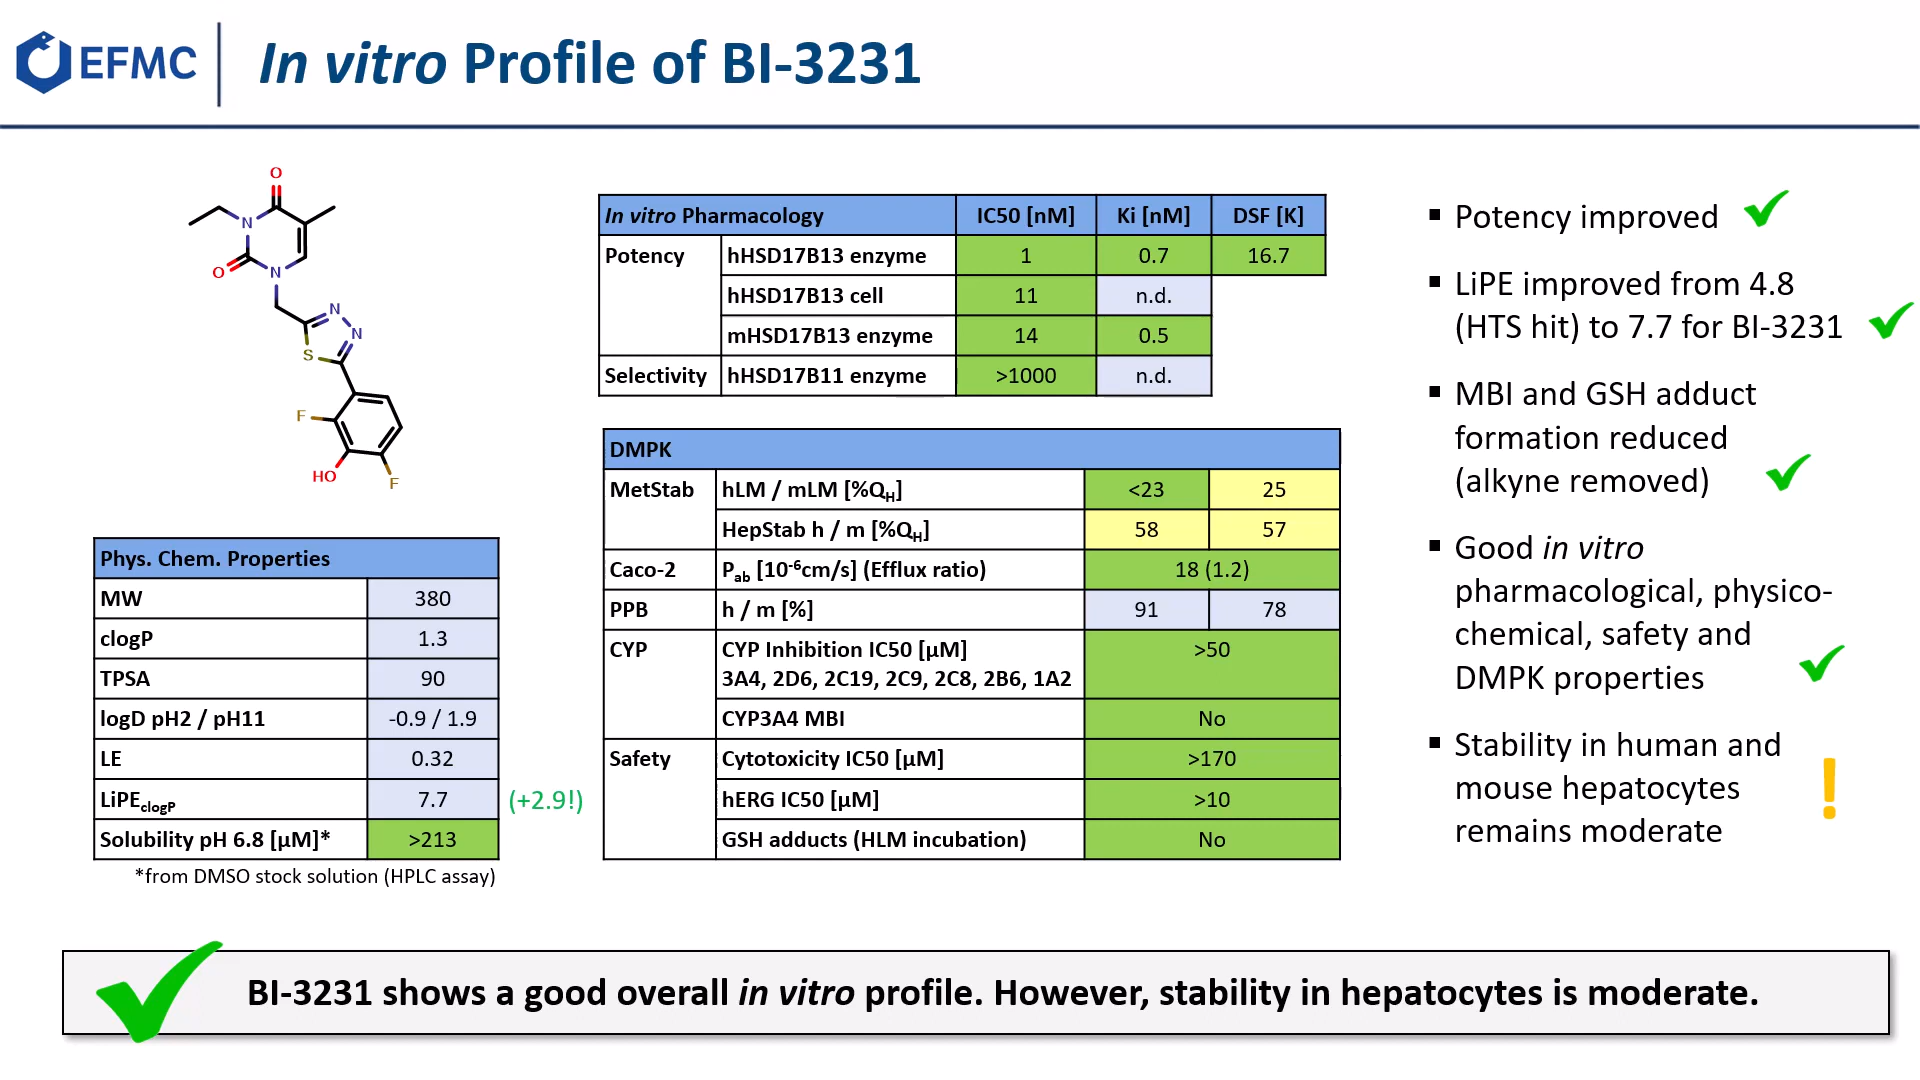 EFMC
In vitro Profile of BI-3231
O
N
O
N
N
N
S
F
HO
F
Phys. Chem. Properties
MW 380
clogP 1.3
TPSA 90
logD pH2 / pH11 -0.9 / 1.9
LE 0.32
LiPEclogP 7.7 (+2.9!)
Solubility pH 6.8 [µM]* >213
*from DMSO stock solution (HPLC assay)
In vitro Pharmacology IC50 [nM] Ki [nM] DSF [K]
Potency hHSD17B13 enzyme 1 0.7 16.7
hHSD17B13 cell 11 n.d.
mHSD17B13 enzyme 14 0.5
Selectivity hHSD17B11 enzyme >1000 n.d.
DMPK
MetStab hLM / mLM [%QH] <23 25
HepStab h / m [%QH] 58 57
Caco-2 Pab [10-6cm/s] (Efflux ratio) 18 (1.2)
PPB h / m [%] 91 78
CYP CYP Inhibition IC50 [µM] >50
3A4, 2D6, 2C19, 2C9, 2C8, 2B6, 1A2
CYP3A4 MBI No
Safety Cytotoxicity IC50 [µM] >170
hERG IC50 [µM] >10
GSH adducts (HLM incubation) No
▪ Potency improved
▪ LiPE improved from 4.8
(HTS hit) to 7.7 for BI-3231
▪ MBI and GSH adduct
formation reduced
(alkyne removed)
▪ Good in vitro
pharmacological, physico-
chemical, safety and
DMPK properties
▪ Stability in human and
mouse hepatocytes
remains moderate
!
BI-3231 shows a good overall in vitro profile. However, stability in hepatocytes is moderate.